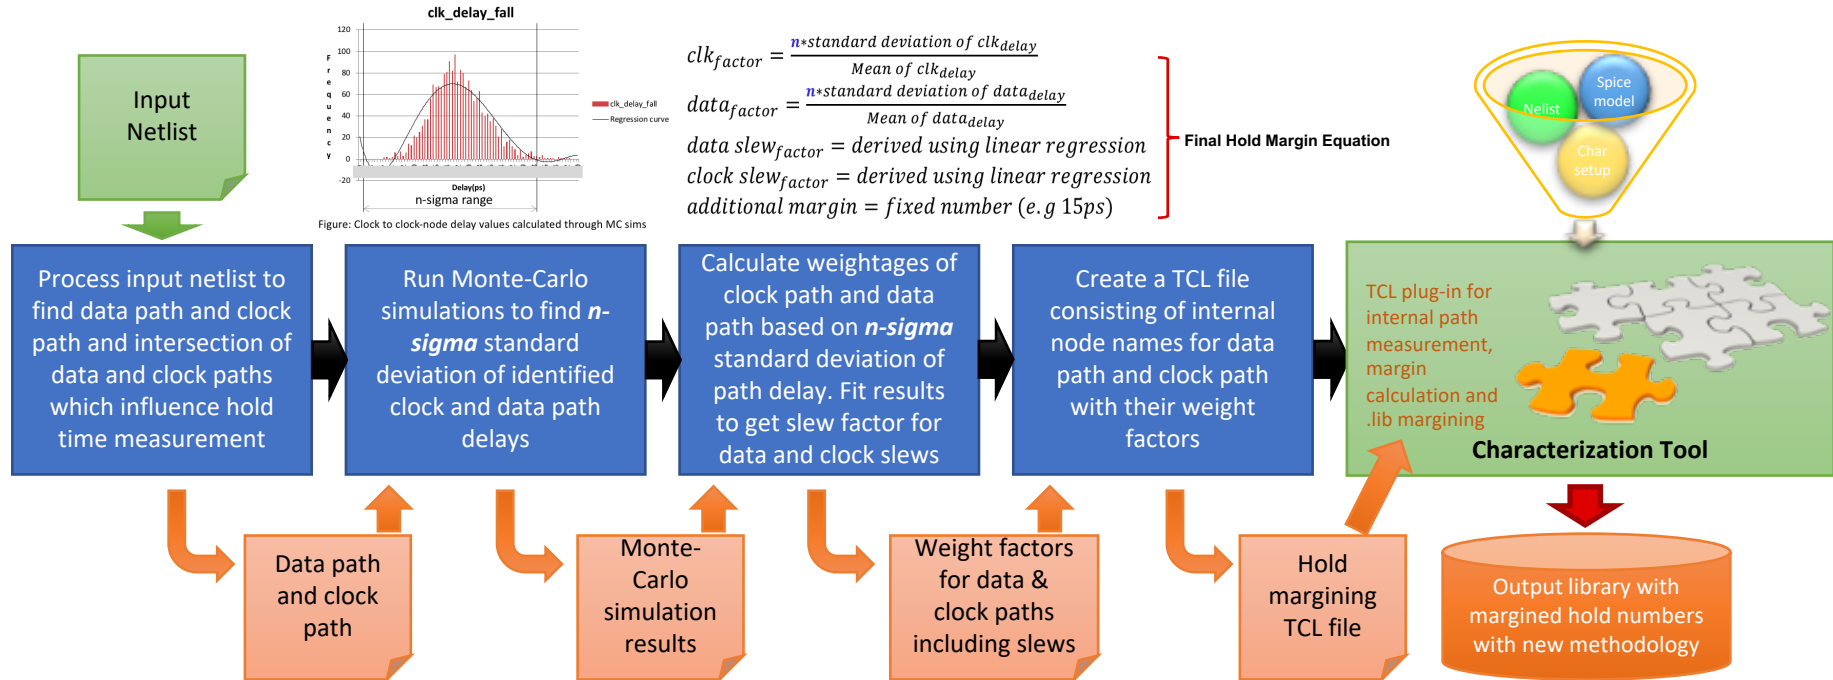 clk_delay_fall
120
100
80
60
40
20
0
-20
Frequency
clk_delay_fall
Regression curve
Delay(ps)
n-sigma range
Figure: Clock to clock-node delay values calculated through MC sims
clk_factor = n*standard deviation of clk_delay / Mean of clk_delay
data_factor = n*standard deviation of data_delay / Mean of data_delay
data slew_factor = derived using linear regression
clock slew_factor = derived using linear regression
additional margin = fixed number (e.g 15ps)
Final Hold Margin Equation
Input
Netlist
Nelist
Spice
model
Char
setup
Process input netlist to
find data path and clock
path and intersection of
data and clock paths
which influence hold
time measurement
Run Monte-Carlo
simulations to find n-
sigma standard
deviation of identified
clock and data path
delays
Calculate weightages of
clock path and data
path based on n-sigma
standard deviation of
path delay. Fit results
to get slew factor for
data and clock slews
Create a TCL file
consisting of internal
node names for data
path and clock path
with their weight
factors
TCL plug-in for
internal path
measurement,
margin
calculation and
.lib margining
Characterization Tool
Data path
and clock
path
Monte-
Carlo
simulation
results
Weight factors
for data &
clock paths
including slews
Hold
margining
TCL file
Output library with
margined hold numbers
with new methodology